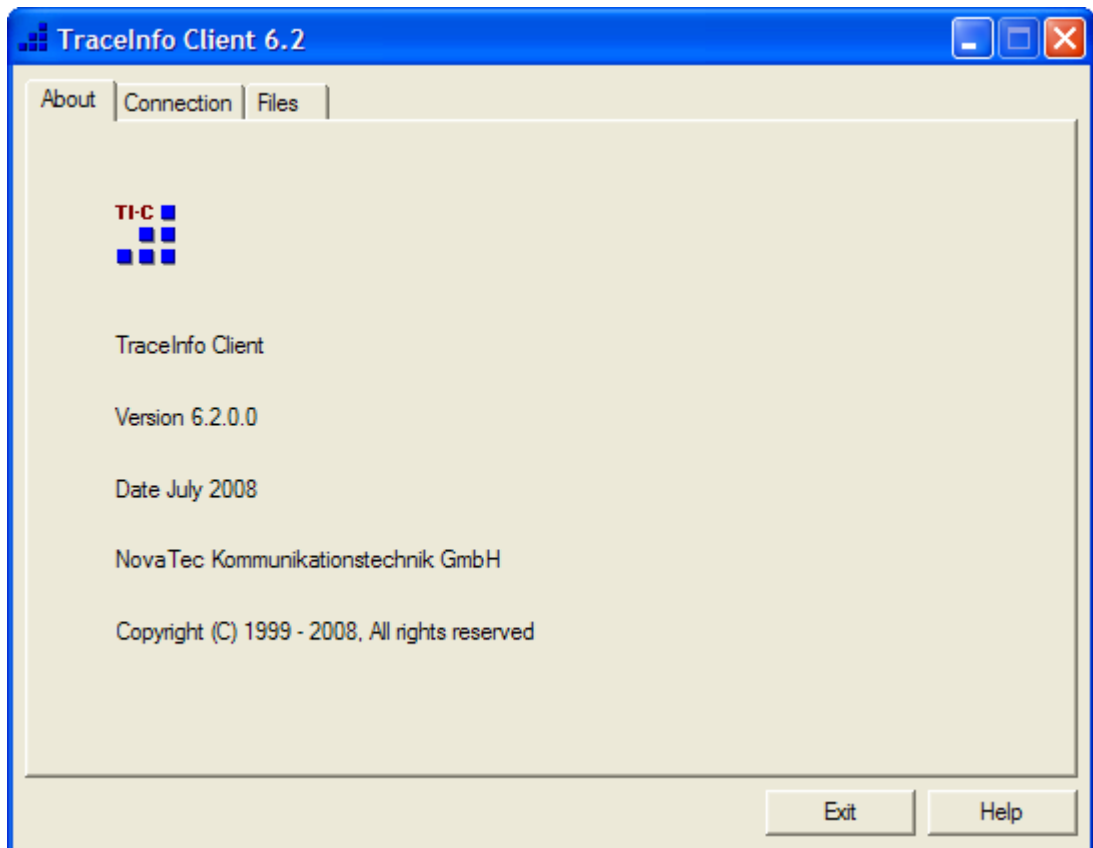 TraceInfo Client 6.2
About Connection Files
TI-C
TraceInfo Client
Version 6.2.0.0
Date July 2008
NovaTec Kommunikationstechnik GmbH
Copyright (C) 1999 - 2008, All rights reserved
Exit Help